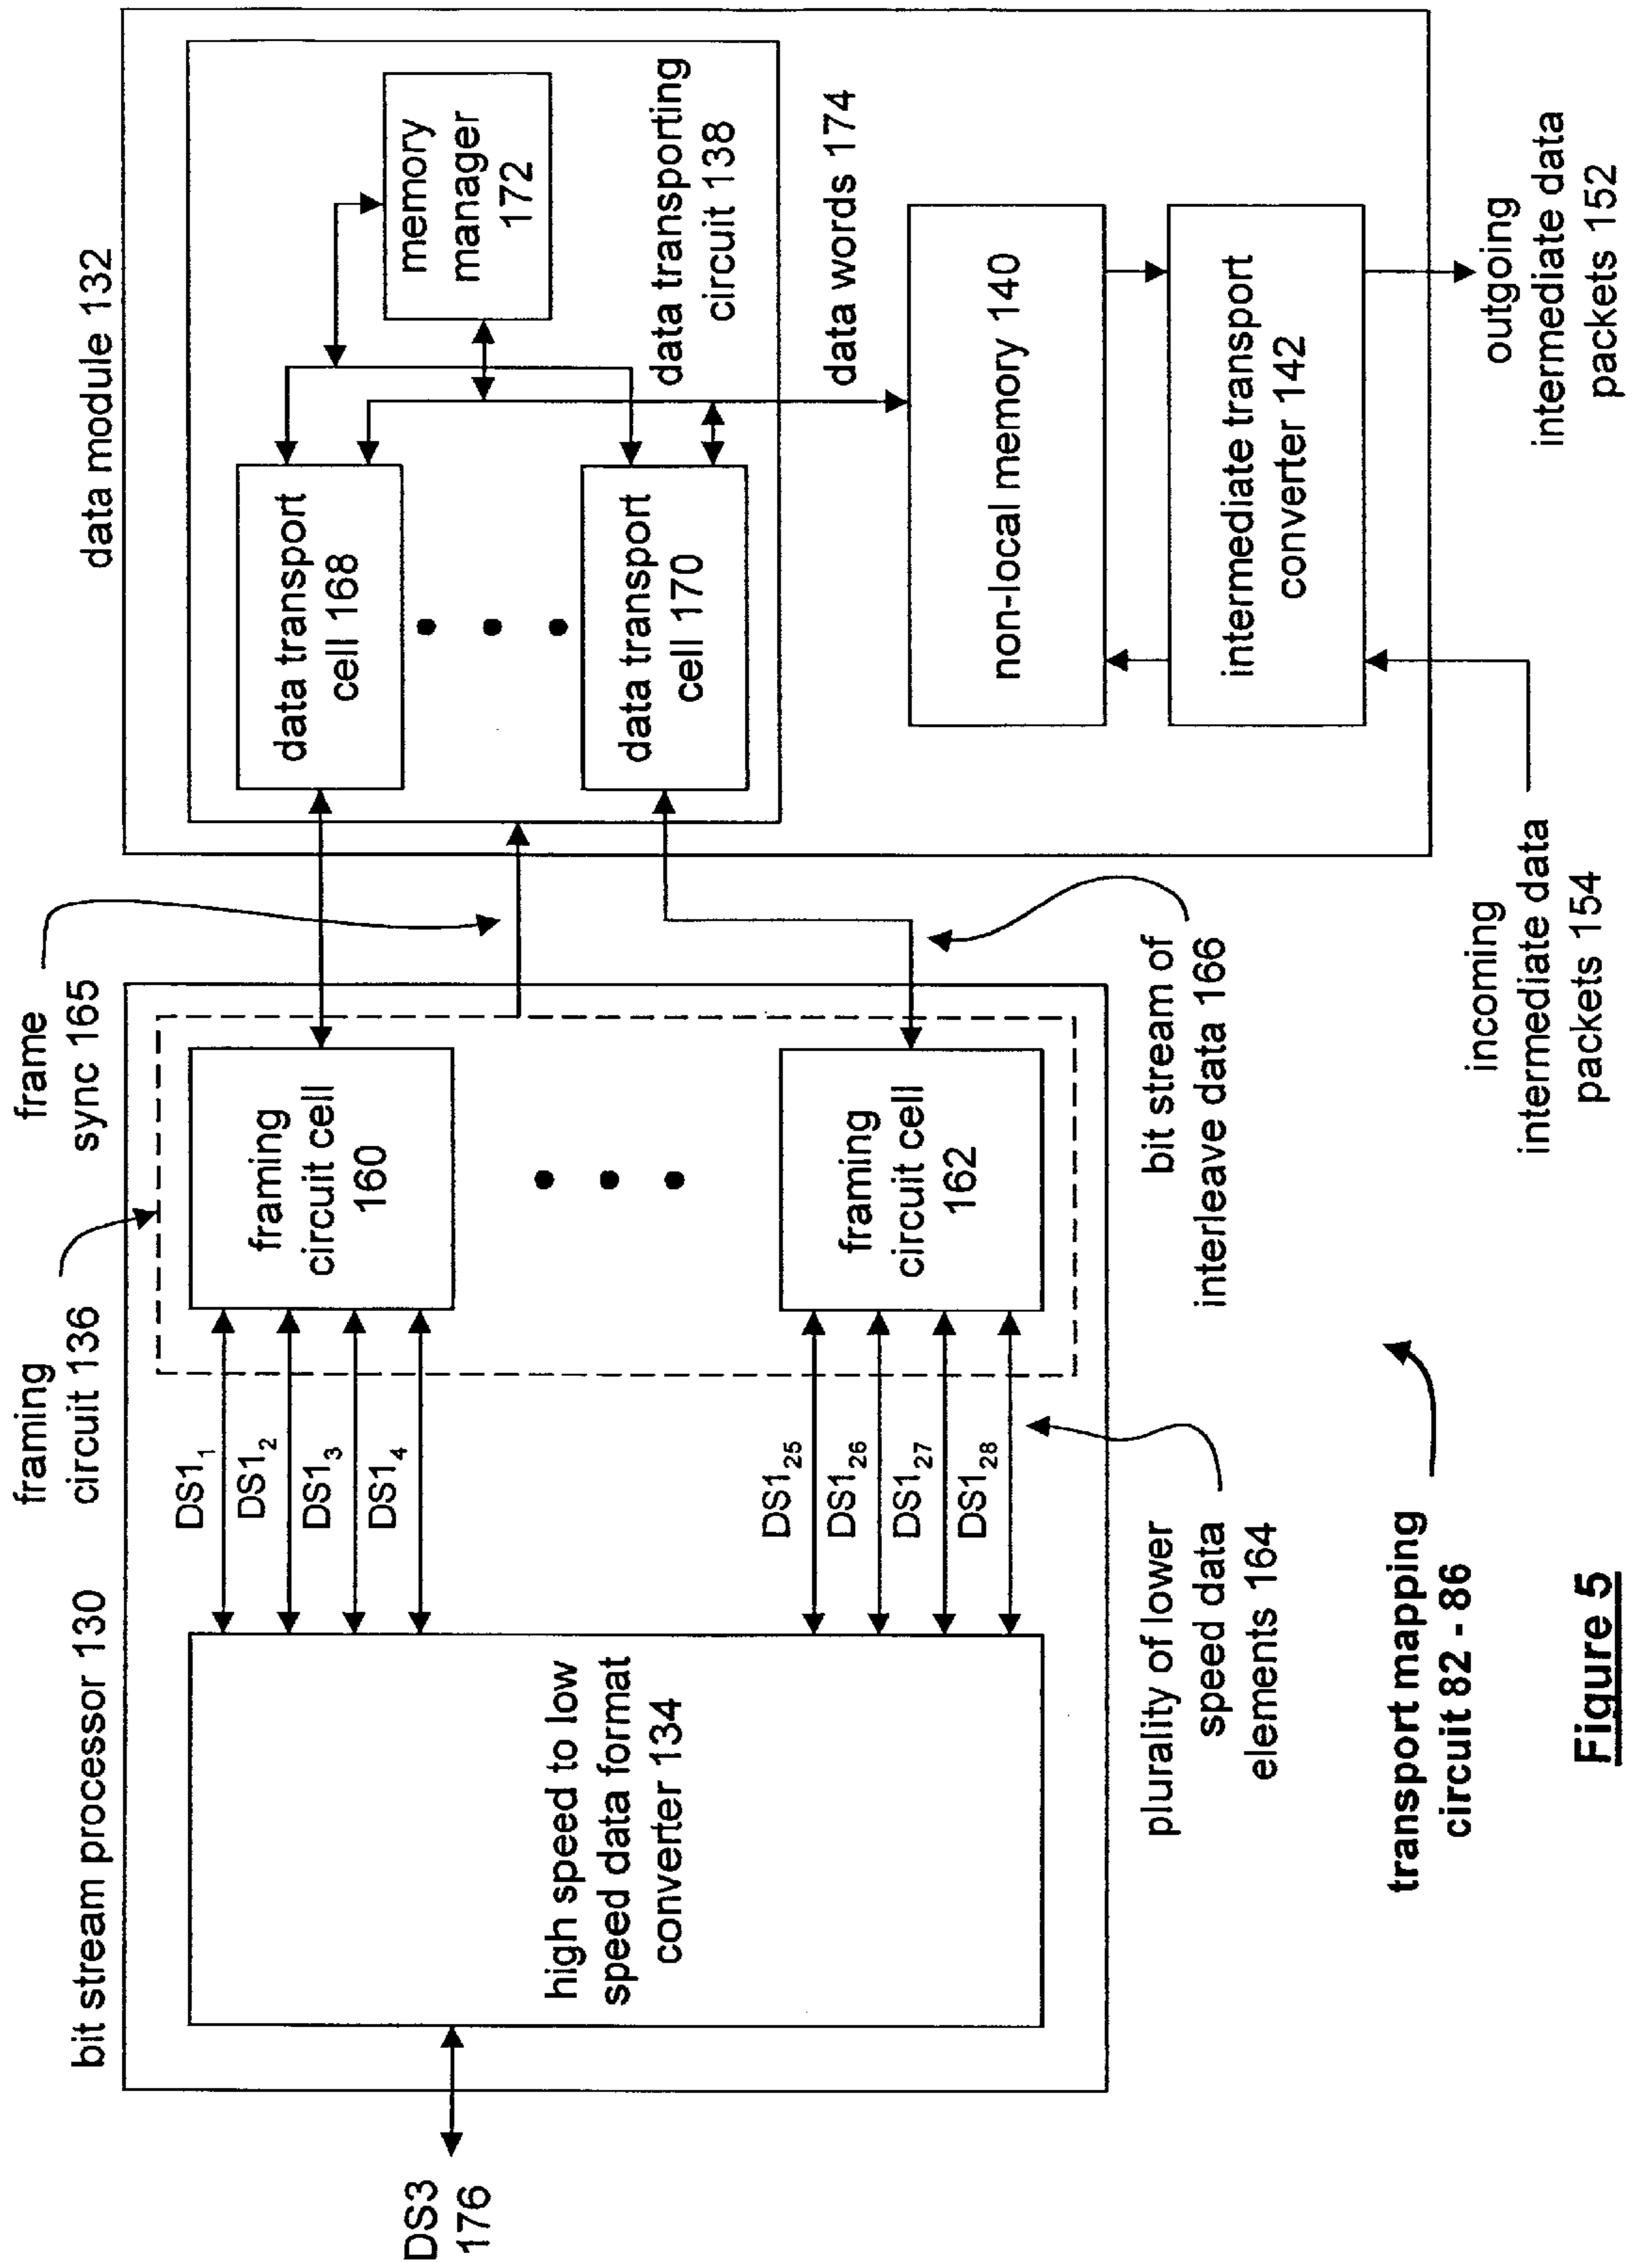 bit stream processor 130
framing
circuit 136
frame
sync 165
data module 132
DS3
176
high speed to low
speed data format
converter 134
DS1₁
DS1₂
DS1₃
DS1₄
DS1₂₅
DS1₂₆
DS1₂₇
DS1₂₈
framing
circuit cell
160
framing
circuit cell
162
data transport
cell 168
data transport
cell 170
memory
manager
172
data transporting
circuit 138
data words 174
non-local memory 140
intermediate transport
converter 142
plurality of lower
speed data
elements 164
bit stream of
interleave data 166
incoming
intermediate data
packets 154
outgoing
intermediate data
packets 152
transport mapping
circuit 82 - 86
Figure 5